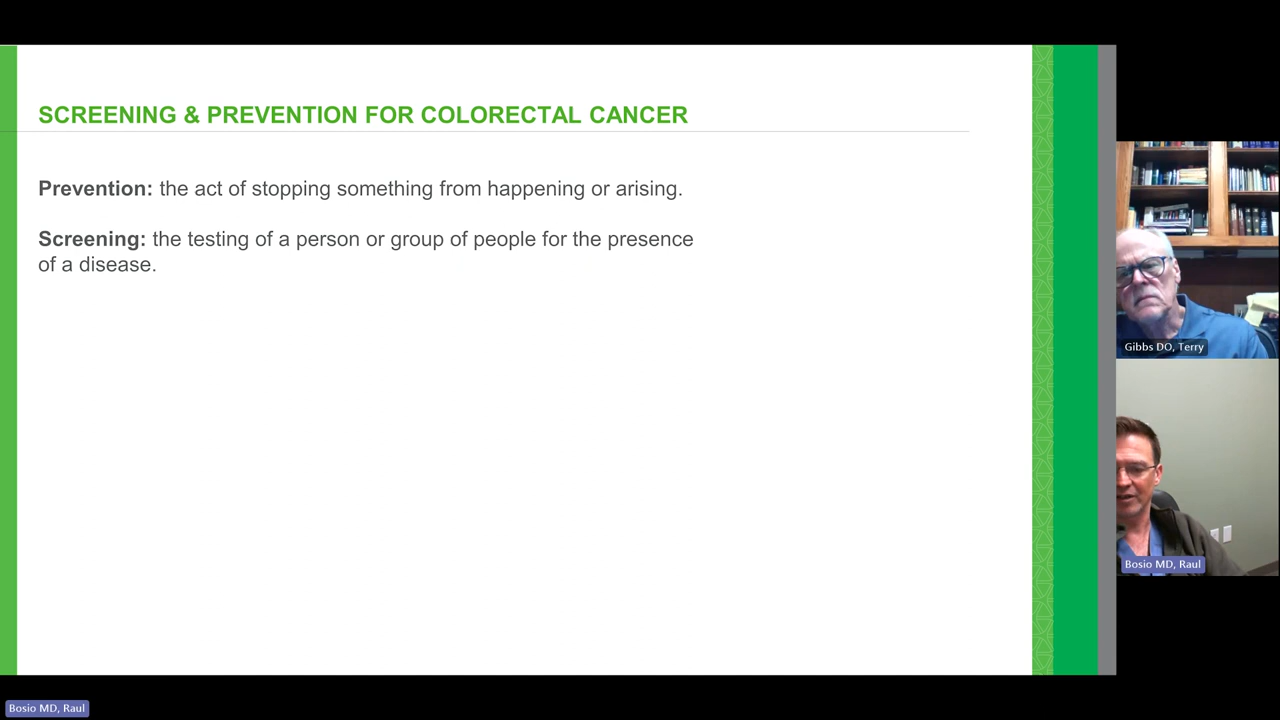 SCREENING & PREVENTION FOR COLORECTAL CANCER
Prevention: the act of stopping something from happening or arising.
Screening: the testing of a person or group of people for the presence
of a disease.
Gibbs DO, Terry
Bosio MD, Raul
Bosio MD, Raul